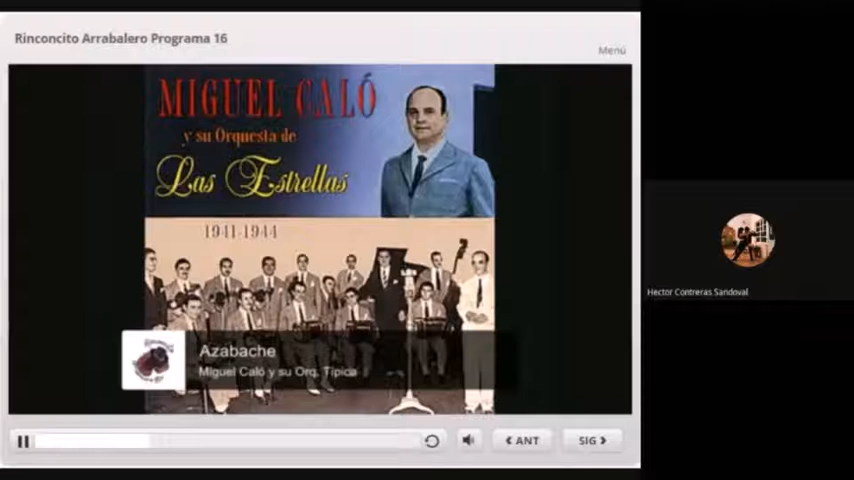 Rinconcito Arrabalero Programa 16
Menú
MIGUEL CALÓ
y su Orquesta de
Las Estrellas
1941-1944
Azabache
Miguel Caló y su Orq. Típica
ANT
SIG
Hector Contreras Sandoval